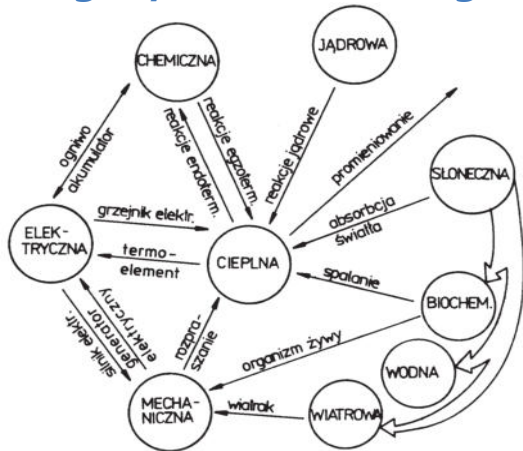 CHEMICZNA
JĄDROWA
ogniwo
akumulator
reakcje endoterm.
reakcje egzoterm.
reakcje jądrowe
promieniowanie
SŁONECZNA
absorbcja
światła
ELEK-
TRYCZNA
grzejnik elektr.
termo-
element
CIEPLNA
spalanie
BIOCHEM.
silnik elektr.
generator
elektryczny
rozpra-
szanie
organizm żywy
WODNA
MECHA-
NICZNA
wiatrak
WIATROWA